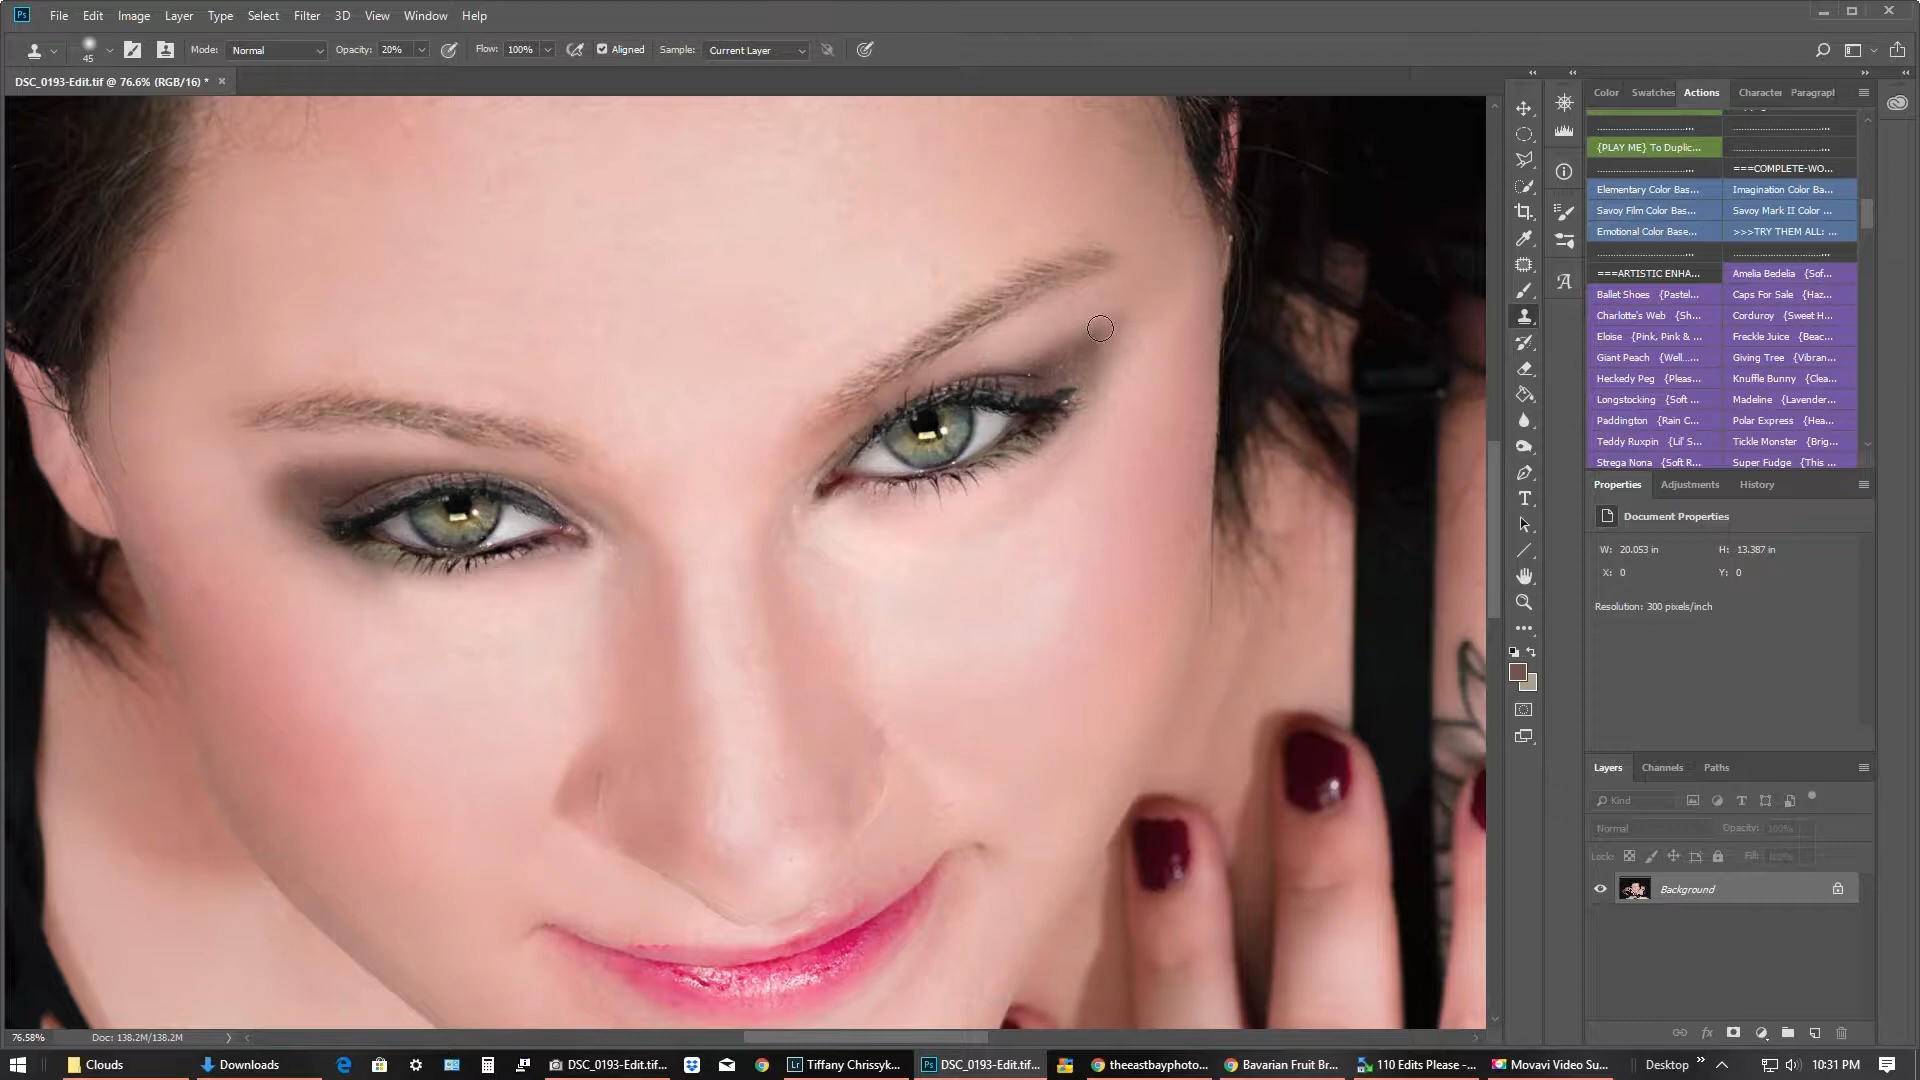 Ps File Edit Image Layer Type Select Filter 3D View Window Help
45 Mode: Normal Opacity: 20% Flow: 100% Aligned Sample: Current Layer
DSC_0193-Edit.tif @ 76.6% (RGB/16) * ×
Color Swatches Actions Character Paragraph
{PLAY ME} To Duplic...
===COMPLETE-WO...
Elementary Color Bas... Imagination Color Ba...
Savoy Film Color Base... Savoy Mark II Color ...
Emotional Color Base... >>>TRY THEM ALL: ...
===ARTISTIC ENHA... Amelia Bedelia {Sof...
Ballet Shoes {Pastel... Caps For Sale {Haz...
Charlotte's Web {Sh... Corduroy {Sweet H...
Eloise {Pink, Pink & ... Freckle Juice {Beac...
Giant Peach {Well..... Giving Tree {Vibran...
Heckedy Peg {Pleas... Knuffle Bunny {Clea...
Longstocking {Soft ... Madeline {Lavender...
Paddington {Rain C... Polar Express {Hea...
Teddy Ruxpin {Lil' S... Tickle Monster {Brig...
Strega Nona {Soft R... Super Fudge {This ...
Properties Adjustments History
Document Properties
W: 20.053 in H: 13.387 in
X: 0 Y: 0
Resolution: 300 pixels/inch
Layers Channels Paths
Kind
Normal Opacity: 100%
Lock: Fill: 100%
Background
76.58% Doc: 138.2M/138.2M
Clouds Downloads DSC_0193-Edit.tif... Tiffany Chrissyk... DSC_0193-Edit.tif... theeastbayphoto... Bavarian Fruit Br... 110 Edits Please -... Movavi Video Su... Desktop 10:31 PM